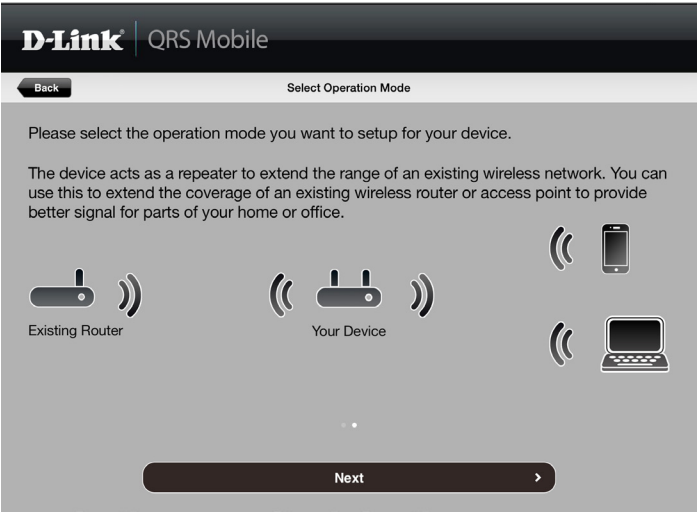 D-Link® QRS Mobile
Back Select Operation Mode
Please select the operation mode you want to setup for your device.
The device acts as a repeater to extend the range of an existing wireless network. You can
use this to extend the coverage of an existing wireless router or access point to provide
better signal for parts of your home or office.
Existing Router Your Device
Next